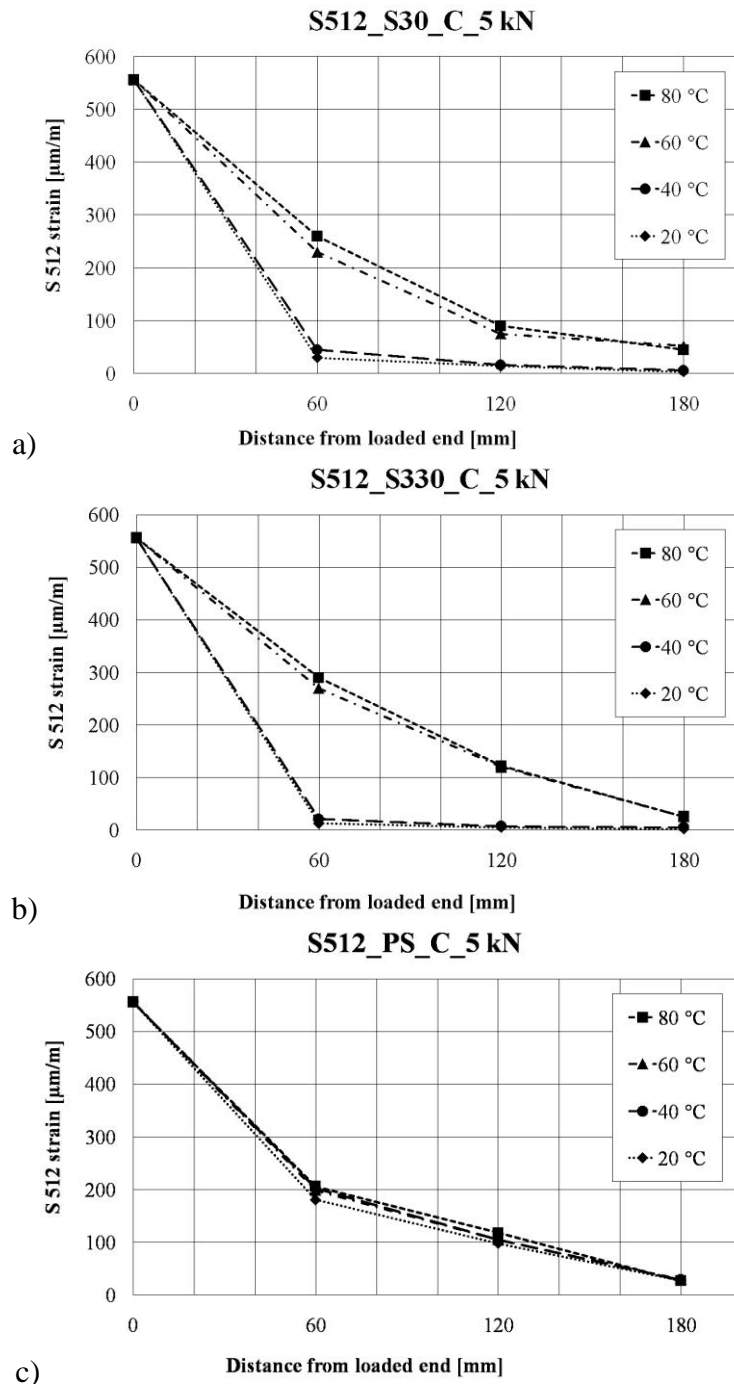 S512_S30_C_5 kN
600
500
400
300
200
100
0
S 512 strain [µm/m]
80 °C
60 °C
40 °C
20 °C
0 60 120 180
Distance from loaded end [mm]
a)
S512_S330_C_5 kN
600
500
400
300
200
100
0
S 512 strain [µm/m]
80 °C
60 °C
40 °C
20 °C
0 60 120 180
Distance from loaded end [mm]
b)
S512_PS_C_5 kN
600
500
400
300
200
100
0
S 512 strain [µm/m]
80 °C
60 °C
40 °C
20 °C
0 60 120 180
Distance from loaded end [mm]
c)